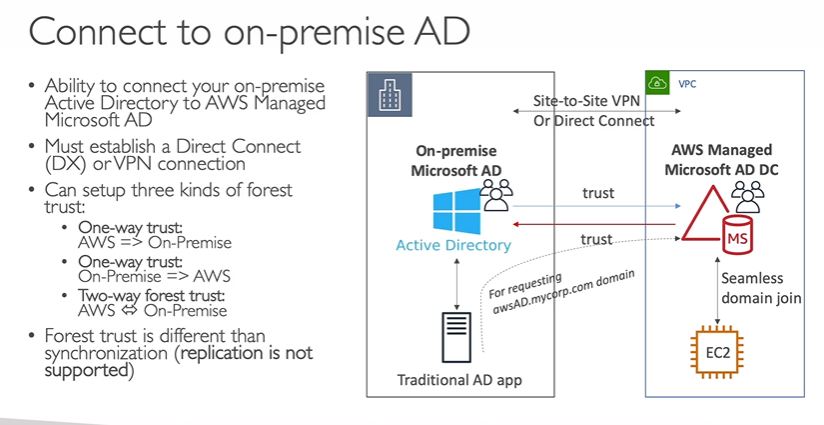 Connect to on-premise AD
• Ability to connect your on-premise
Active Directory to AWS Managed
Microsoft AD
• Must establish a Direct Connect
(DX) or VPN connection
• Can setup three kinds of forest
trust:
• One-way trust:
AWS => On-Premise
• One-way trust:
On-Premise => AWS
• Two-way forest trust:
AWS ⇔ On-Premise
• Forest trust is different than
synchronization (replication is not
supported)
VPC
Site-to-Site VPN
Or Direct Connect
On-premise
Microsoft AD
AWS Managed
Microsoft AD DC
trust
trust
MS
Active Directory
For requesting
awsAD.mycorp.com domain
Seamless
domain join
EC2
Traditional AD app